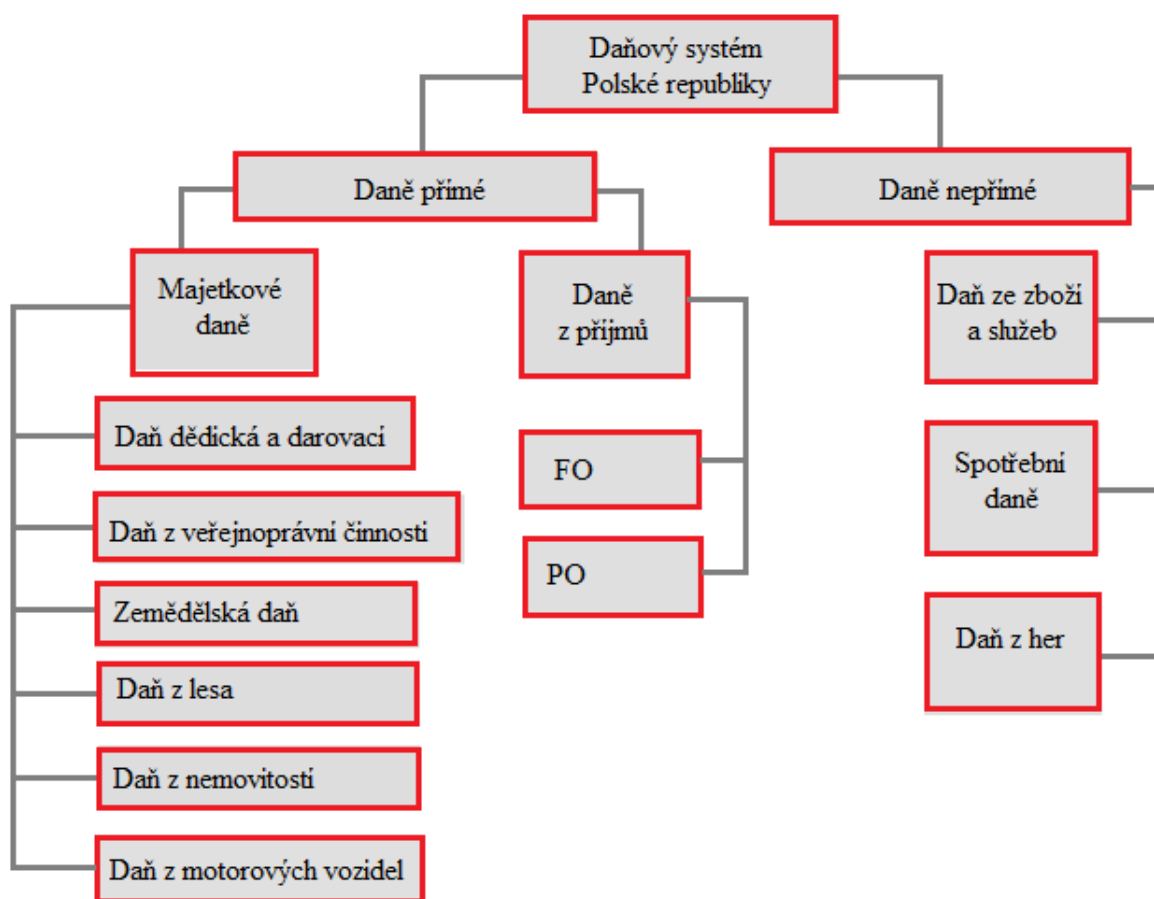 Daňový systém
Polské republiky
Daně přímé
Daně nepřímé
Majetkové
daně
Daně
z příjmů
Daň ze zboží
a služeb
Daň dědická a darovací
Daň z veřejnoprávní činnosti
Zemědělská daň
Daň z lesa
Daň z nemovitostí
Daň z motorových vozidel
FO
PO
Spotřební
daně
Daň z her